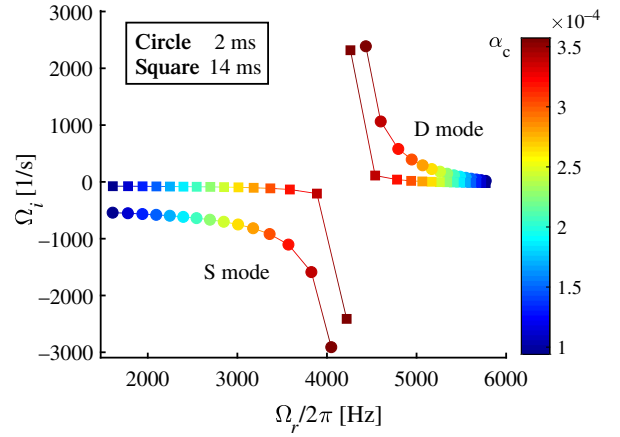 ×10⁻⁴
α_c
3.5
3
2.5
2
1.5
1
3000
2000
1000
0
−1000
−2000
−3000
Ω_i [1/s]
Circle 2 ms
Square 14 ms
D mode
S mode
2000 3000 4000 5000 6000
Ω_r/2π [Hz]